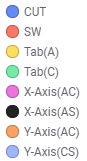 CUT
SW
Tab(A)
Tab(C)
X-Axis(AC)
X-Axis(AS)
Y-Axis(AC)
Y-Axis(CS)